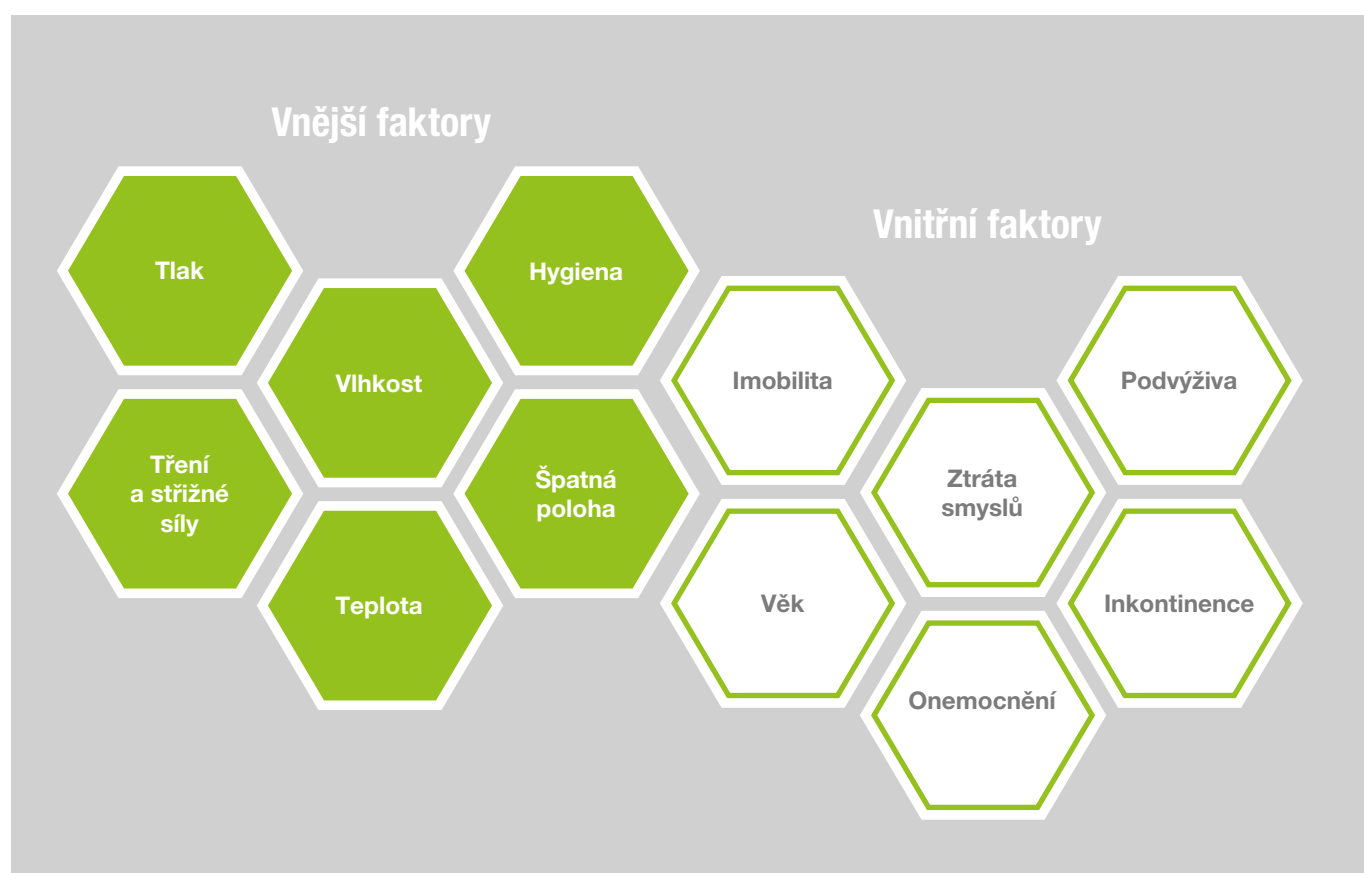 Vnější faktory
Tlak
Hygiena
Vlhkost
Tření
a střižné
síly
Špatná
poloha
Teplota
Vnitřní faktory
Imobilita
Podvýživa
Ztráta
smyslů
Věk
Inkontinence
Onemocnění